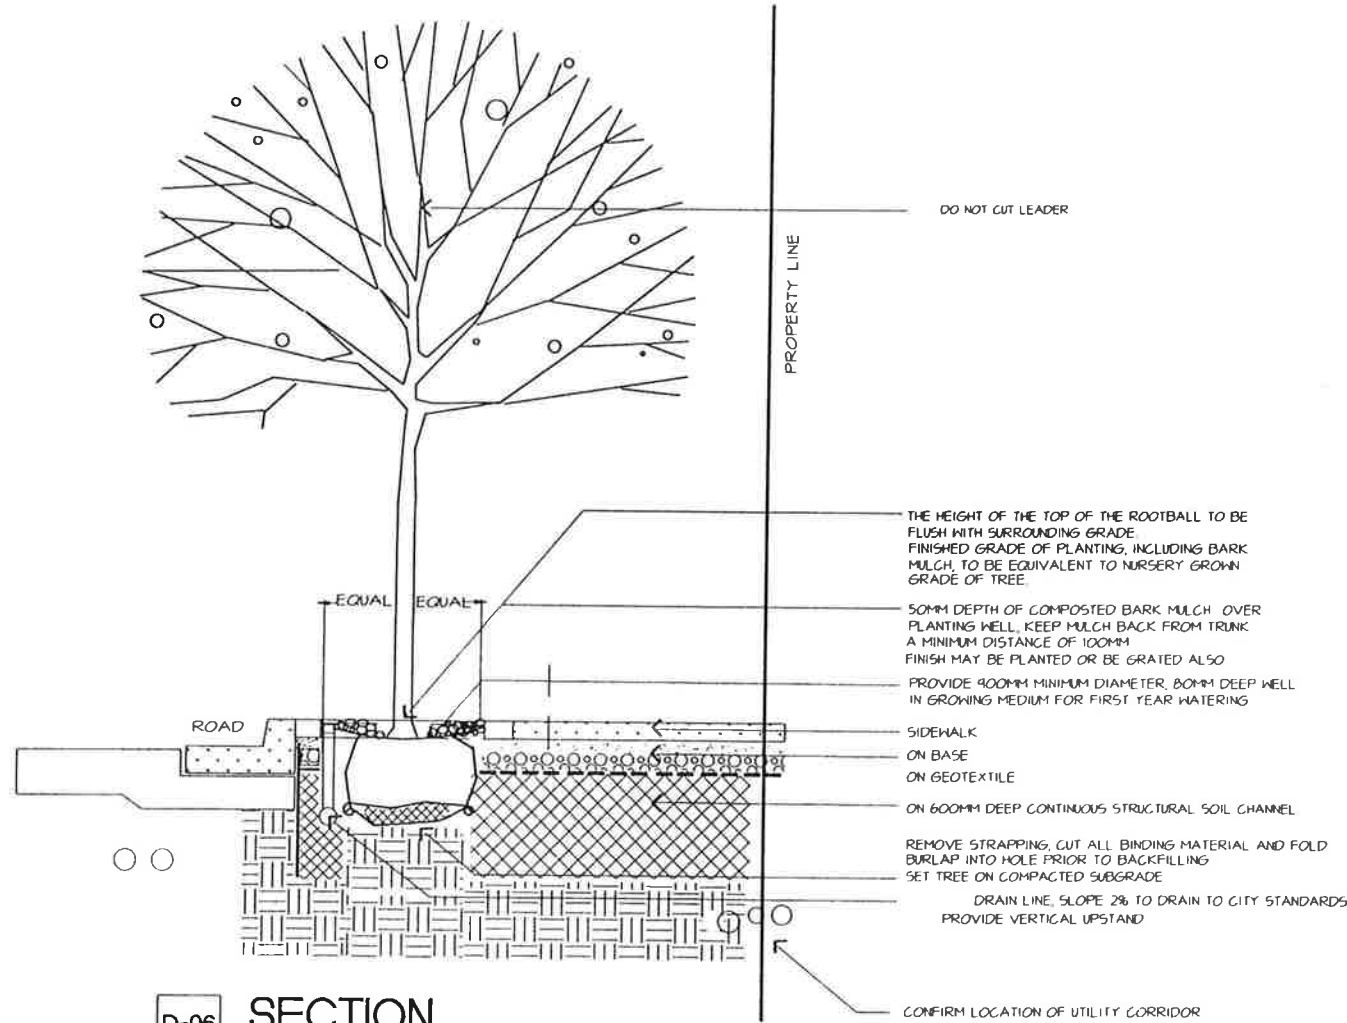 DO NOT CUT LEADER
PROPERTY LINE
THE HEIGHT OF THE TOP OF THE ROOTBALL TO BE
FLUSH WITH SURROUNDING GRADE.
FINISHED GRADE OF PLANTING, INCLUDING BARK
MULCH, TO BE EQUIVALENT TO NURSERY GROWN
GRADE OF TREE.
EQUAL EQUAL
50MM DEPTH OF COMPOSTED BARK MULCH OVER
PLANTING WELL, KEEP MULCH BACK FROM TRUNK
A MINIMUM DISTANCE OF 100MM
FINISH MAY BE PLANTED OR BE GRATED ALSO
PROVIDE 900MM MINIMUM DIAMETER, 80MM DEEP WELL
IN GROWING MEDIUM FOR FIRST YEAR WATERING
ROAD
SIDEWALK
ON BASE
ON GEOTEXTILE
ON 600MM DEEP CONTINUOUS STRUCTURAL SOIL CHANNEL
REMOVE STRAPPING, CUT ALL BINDING MATERIAL AND FOLD
BURLAP INTO HOLE PRIOR TO BACKFILLING
SET TREE ON COMPACTED SUBGRADE
DRAIN LINE, SLOPE 2% TO DRAIN TO CITY STANDARDS
PROVIDE VERTICAL UPSTAND
CONFIRM LOCATION OF UTILITY CORRIDOR
D-06 SECTION